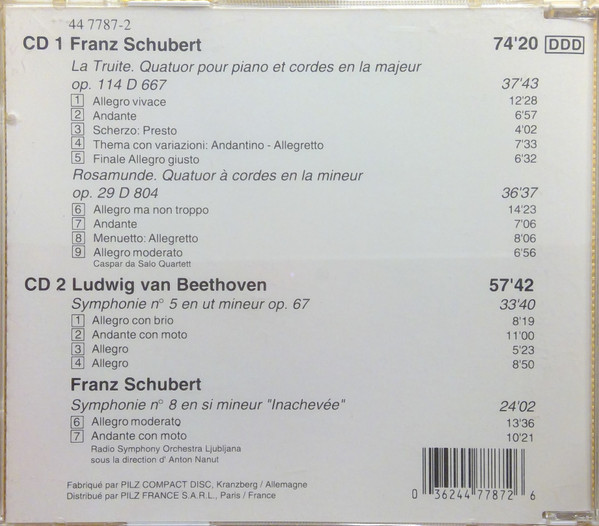 44 7787-2
CD 1 Franz Schubert 74'20 DDD
La Truite. Quatuor pour piano et cordes en la majeur
op. 114 D 667 37'43
1 Allegro vivace 12'28
2 Andante 6'57
3 Scherzo: Presto 4'02
4 Thema con variazioni: Andantino - Allegretto 7'33
5 Finale Allegro giusto 6'32
Rosamunde. Quatuor à cordes en la mineur
op. 29 D 804 36'37
6 Allegro ma non troppo 14'23
7 Andante 7'06
8 Menuetto: Allegretto 8'06
9 Allegro moderato 6'56
Caspar da Salo Quartett
CD 2 Ludwig van Beethoven 57'42
Symphonie n° 5 en ut mineur op. 67 33'40
1 Allegro con brio 8'19
2 Andante con moto 11'00
3 Allegro 5'23
4 Allegro 8'50
Franz Schubert
Symphonie n° 8 en si mineur "Inachevée" 24'02
6 Allegro moderato 13'36
7 Andante con moto 10'21
Radio Symphony Orchestra Ljubljana
sous la direction d' Anton Nanut
Fabriqué par PILZ COMPACT DISC, Kranzberg / Allemagne
Distribué par PILZ FRANCE S.A.R.L., Paris / France
0 36244 77872 6